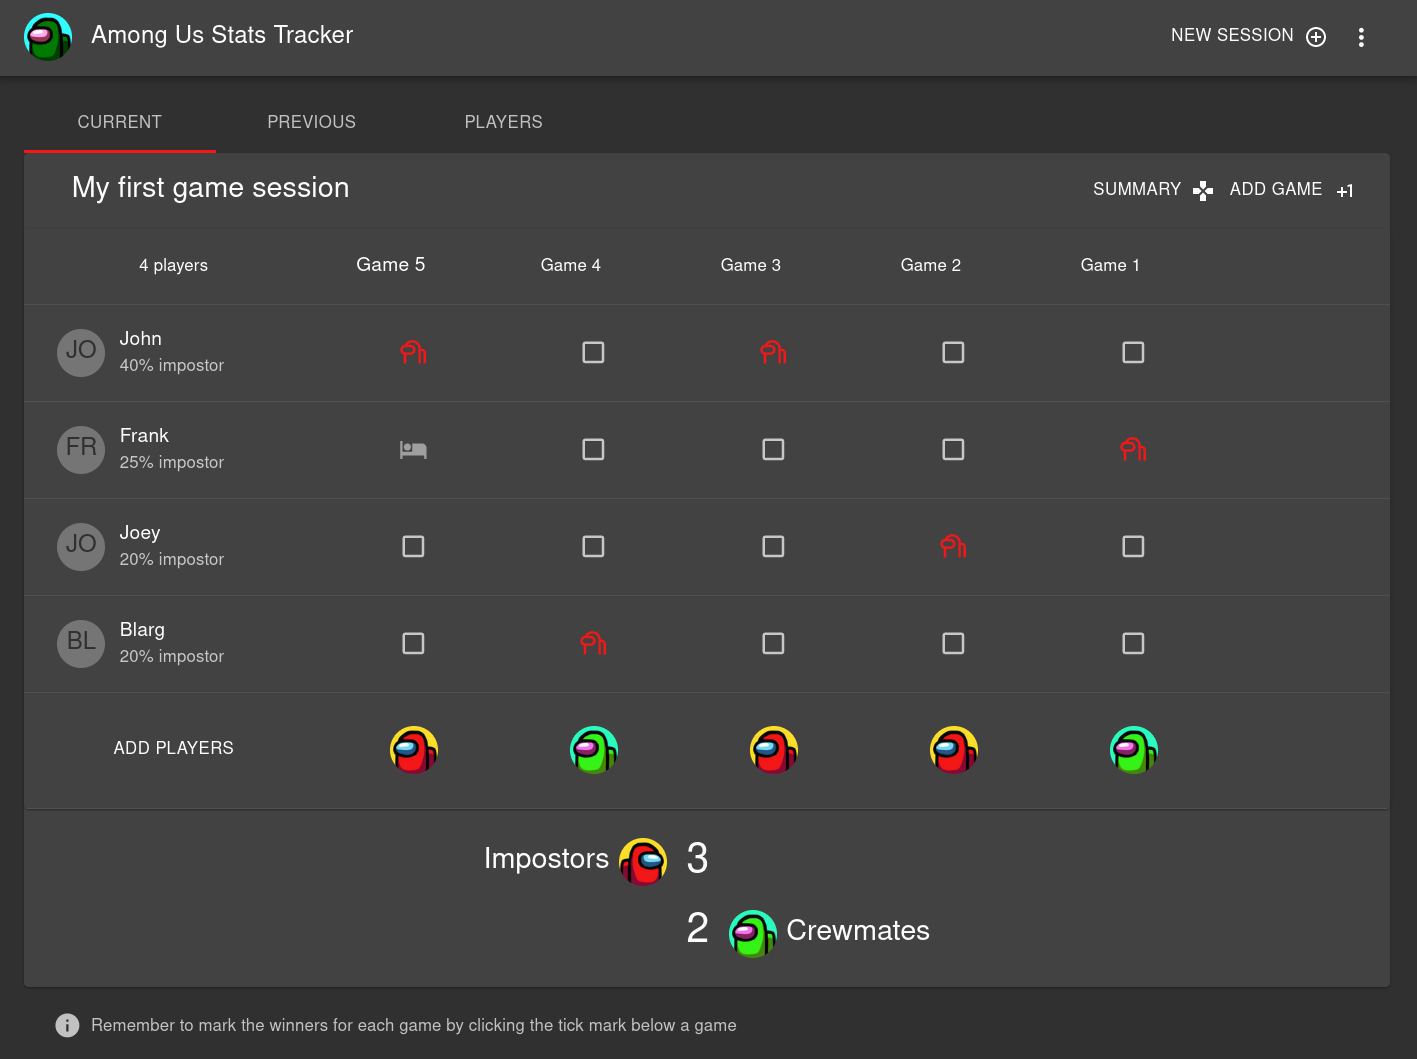 Among Us Stats Tracker
NEW SESSION
CURRENT PREVIOUS PLAYERS
My first game session
SUMMARY ADD GAME +1
4 players Game 5 Game 4 Game 3 Game 2 Game 1
JO John
40% impostor
FR Frank
25% impostor
JO Joey
20% impostor
BL Blarg
20% impostor
ADD PLAYERS
Impostors 3
2 Crewmates
Remember to mark the winners for each game by clicking the tick mark below a game